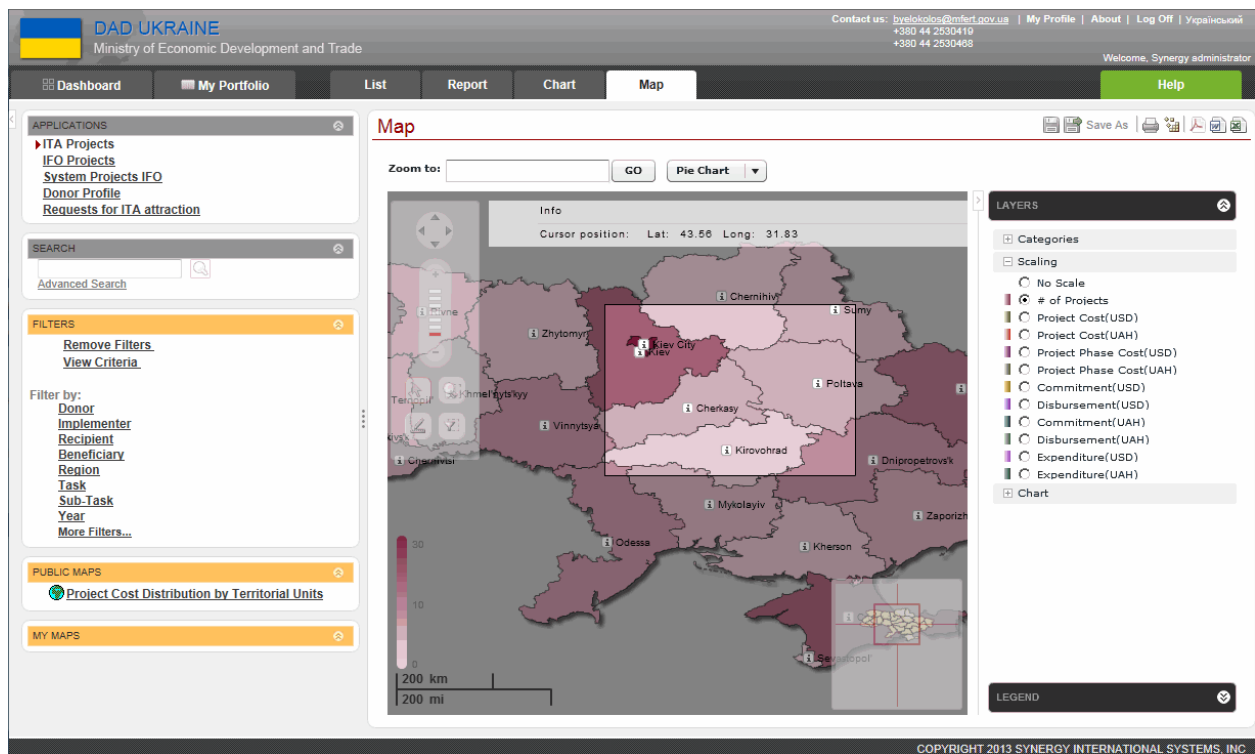 DAD UKRAINE
Ministry of Economic Development and Trade
Contact us: byelokolos@mfert.gov.ua | My Profile | About | Log Off | Український
+380 44 2530419
+380 44 2530468
Welcome, Synergy administrator
Dashboard My Portfolio List Report Chart Map Help
APPLICATIONS
ITA Projects
IFO Projects
System Projects IFO
Donor Profile
Requests for ITA attraction
SEARCH
Advanced Search
FILTERS
Remove Filters
View Criteria
Filter by:
Donor
Implementer
Recipient
Beneficiary
Region
Task
Sub-Task
Year
More Filters...
PUBLIC MAPS
Project Cost Distribution by Territorial Units
MY MAPS
Map
Save As
Zoom to: GO Pie Chart
Info
Cursor position: Lat: 43.56 Long: 31.83
Chernihiv
Sumy
Zhytomyr
Kiev City
Kiev
Poltava
Khmel'nyts'kyy
Cherkasy
Vinnytsya
Kirovohrad
Chernivtsi
Dnipropetrovs'k
Mykolayiv
Zaporizh
Odessa
Kherson
Sevastopol'
30
10
0
200 km
200 mi
LAYERS
Categories
Scaling
No Scale
# of Projects
Project Cost(USD)
Project Cost(UAH)
Project Phase Cost(USD)
Project Phase Cost(UAH)
Commitment(USD)
Disbursement(USD)
Commitment(UAH)
Disbursement(UAH)
Expenditure(USD)
Expenditure(UAH)
Chart
LEGEND
COPYRIGHT 2013 SYNERGY INTERNATIONAL SYSTEMS, INC